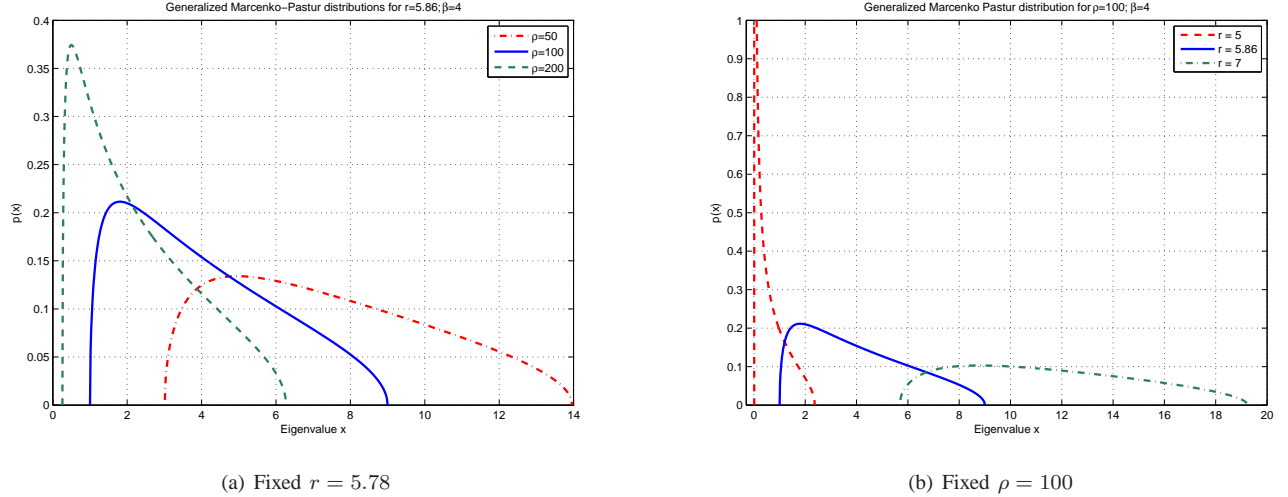 Generalized Marcenko−Pastur distributions for r=5.86;β=4
0.4
0.35
0.3
0.25
0.2
0.15
0.1
0.05
0
p(x)
ρ=50
ρ=100
ρ=200
0 2 4 6 8 10 12 14
Eigenvalue x
(a) Fixed r = 5.78
Generalized Marcenko Pastur distribution for ρ=100; β=4
1
0.9
0.8
0.7
0.6
0.5
0.4
0.3
0.2
0.1
0
p(x)
r = 5
r = 5.86
r = 7
0 2 4 6 8 10 12 14 16 18 20
Eigenvalue x
(b) Fixed ρ = 100